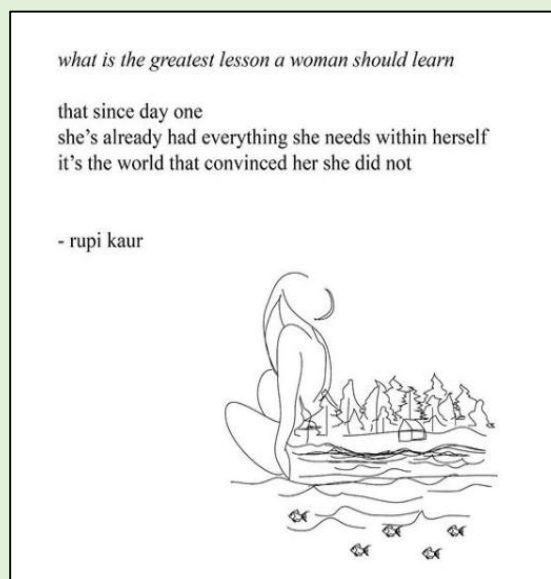 what is the greatest lesson a woman should learn
that since day one
she's already had everything she needs within herself
it's the world that convinced her she did not
- rupi kaur